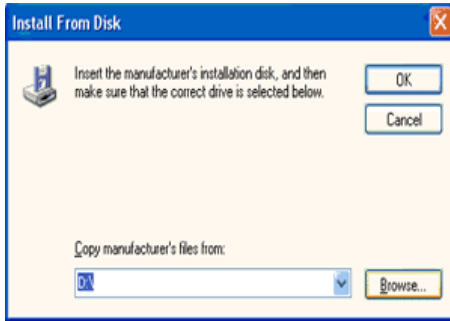 Install From Disk
Insert the manufacturer's installation disk, and then
make sure that the correct drive is selected below.
OK
Cancel
Copy manufacturer's files from:
D:\
Browse...